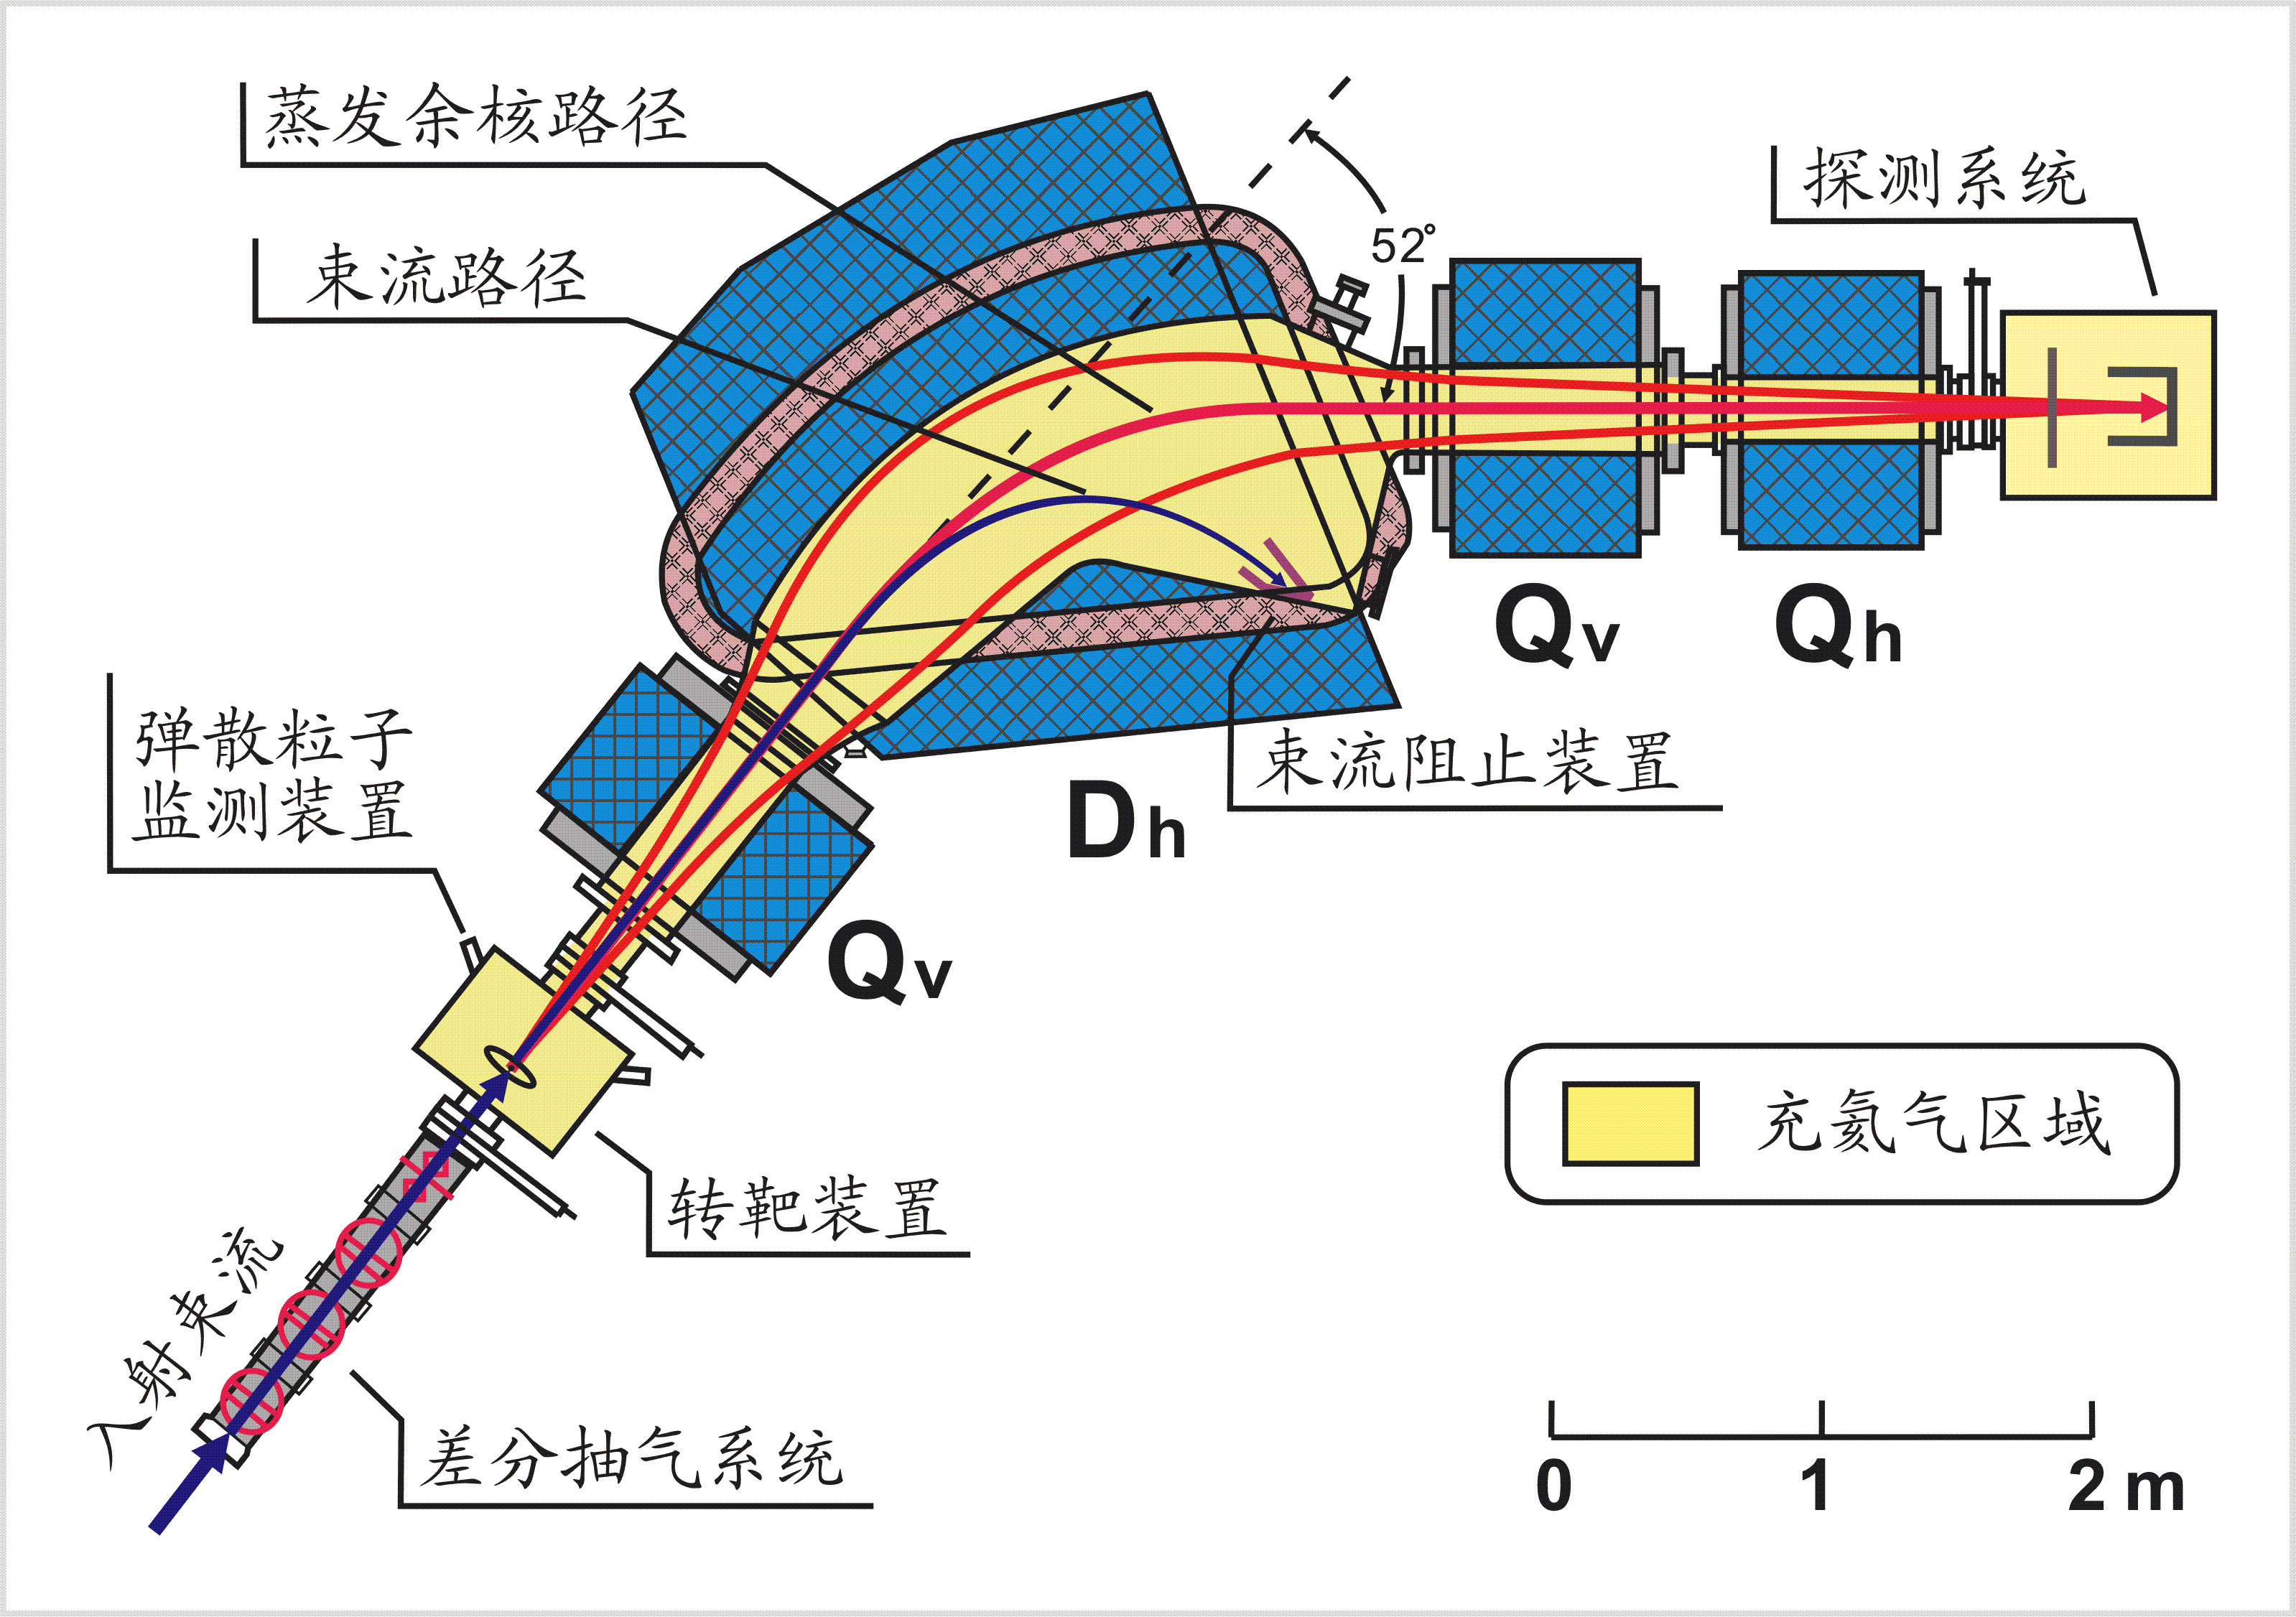 蒸发余核路径
束流路径
52°
探测系统
Qv
Qh
弹散粒子
监测装置
束流阻止装置
Dh
Qv
充氦气区域
转靶装置
入射束流
差分抽气系统
0 1 2 m